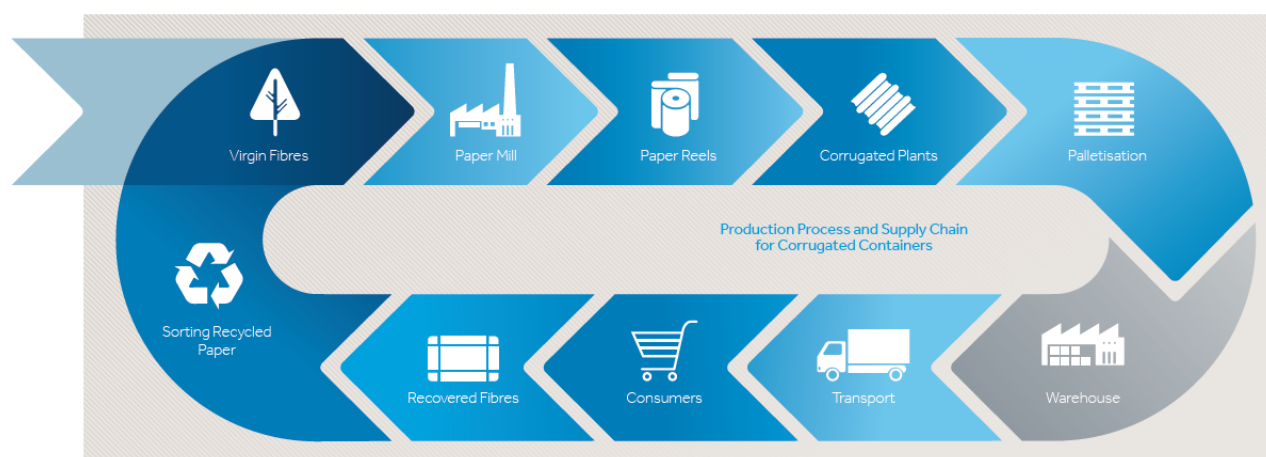 Virgin Fibres
Paper Mill
Paper Reels
Corrugated Plants
Palletisation
Production Process and Supply Chain
for Corrugated Containers
Sorting Recycled
Paper
Recovered Fibres
Consumers
Transport
Warehouse